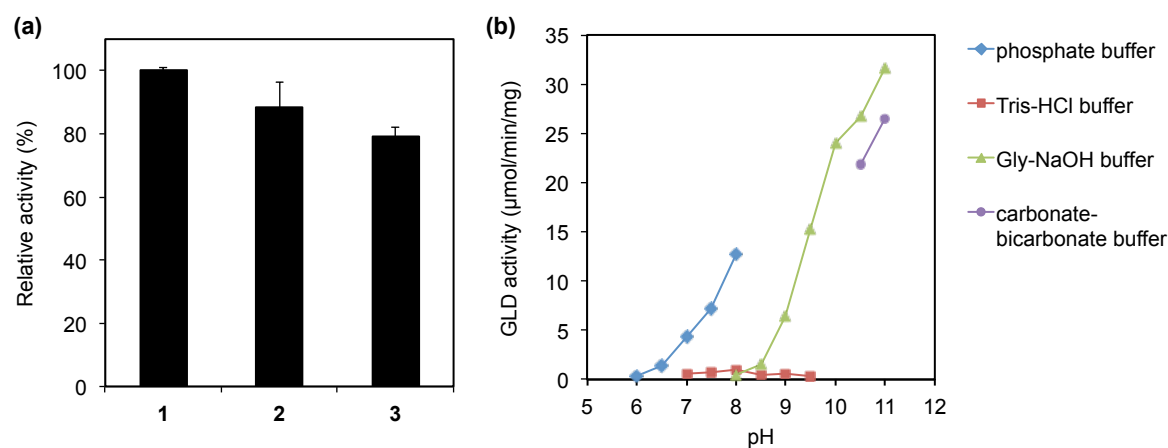 (a)
Relative activity (%)
100
80
60
40
20
0
1 2 3
(b)
GLD activity (µmol/min/mg)
35
30
25
20
15
10
5
0
5 6 7 8 9 10 11 12
pH
phosphate buffer
Tris-HCl buffer
Gly-NaOH buffer
carbonate-
bicarbonate buffer